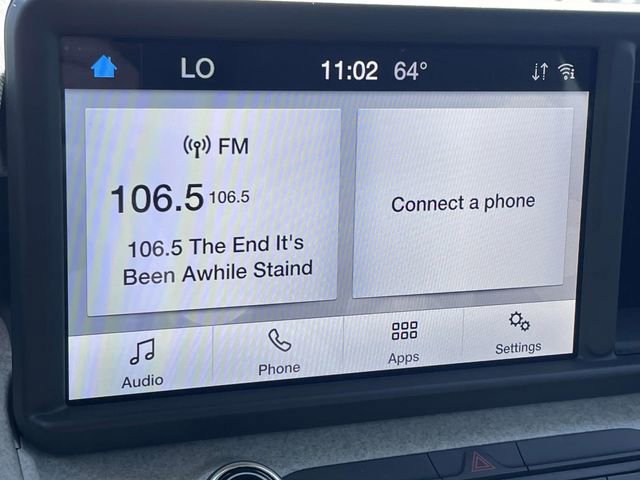 LO 11:02 64°
FM
106.5 106.5
106.5 The End It's
Been Awhile Staind
Connect a phone
Audio Phone Apps Settings